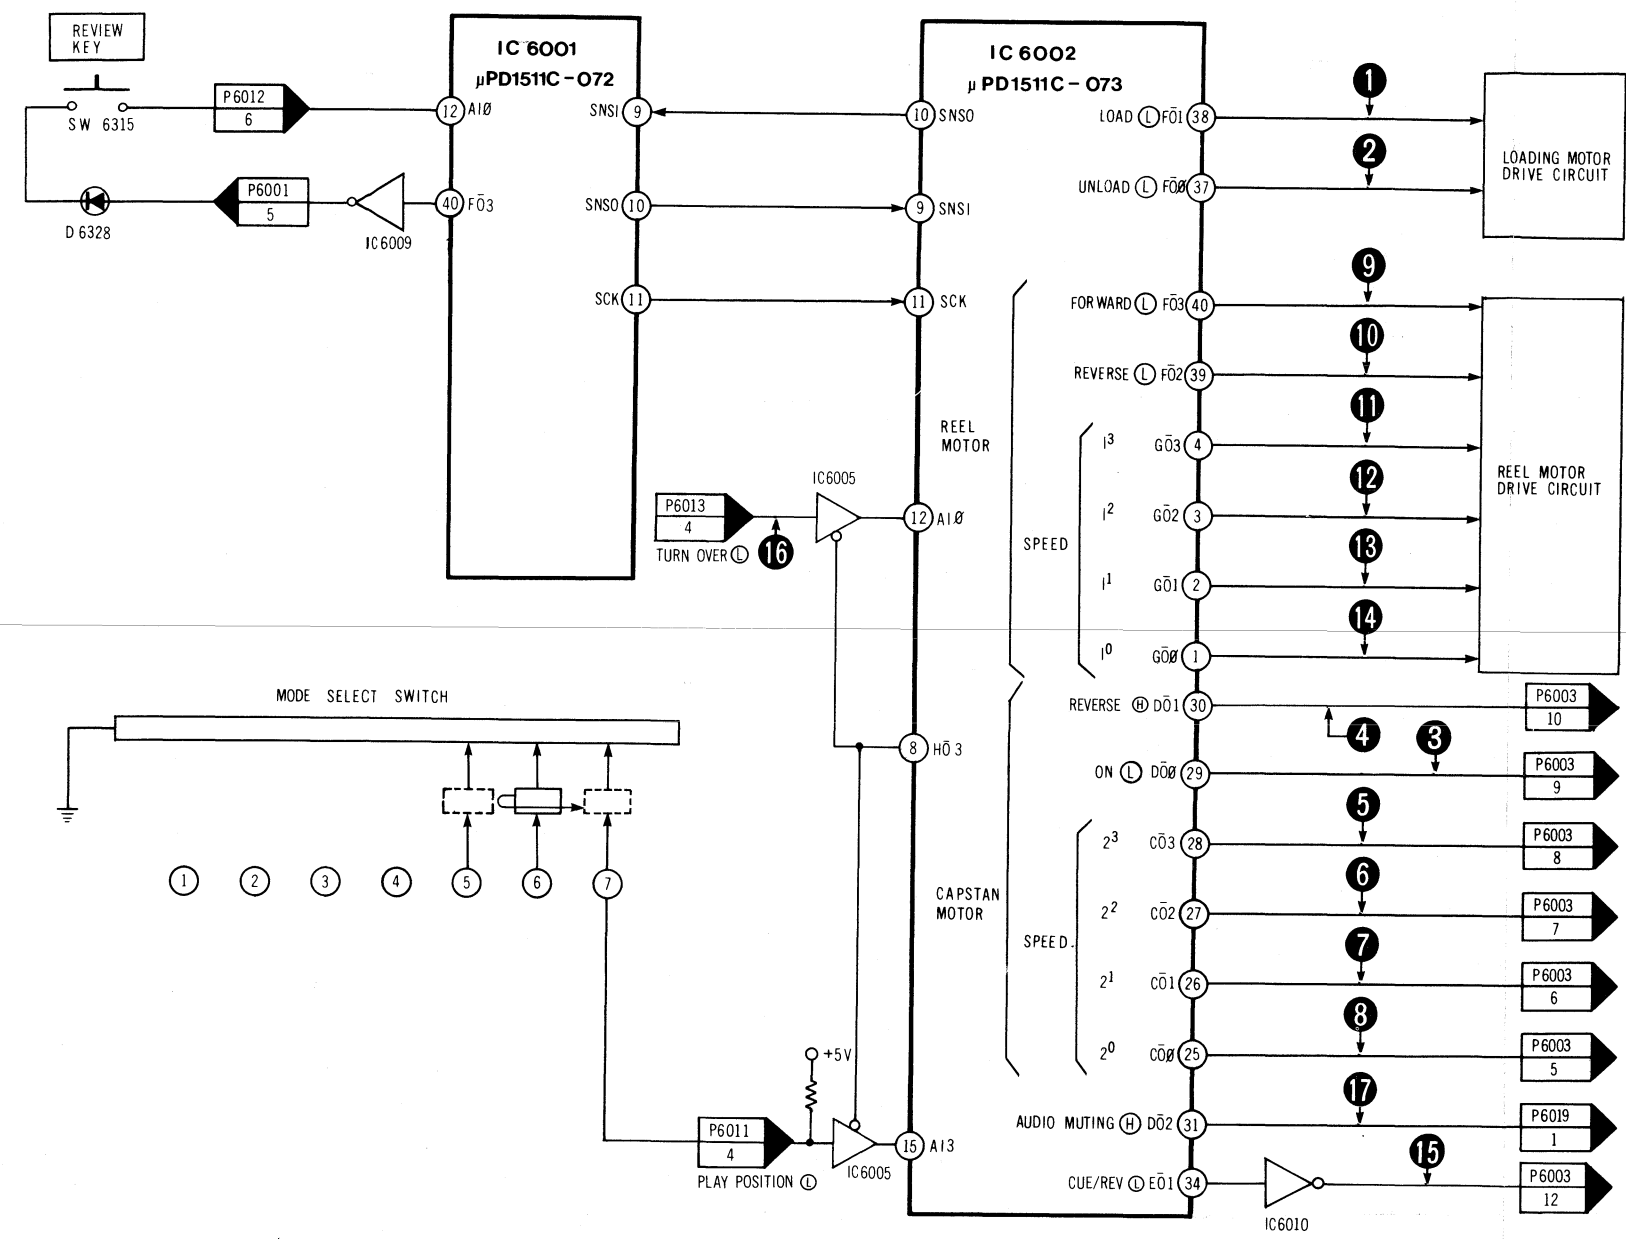 REVIEW
KEY
SW 6315
P6012
6
D 6328
P6001
5
IC6009
IC 6001
μPD1511C-072
12 AIØ
40 FŌ3
SNSI 9
SNSO 10
SCK 11
IC 6002
μPD1511C-073
10 SNSO
9 SNSI
11 SCK
12 AIØ
8 HŌ3
15 AI3
P6013
4
TURN OVER Ⓛ
16
IC6005
MODE SELECT SWITCH
1 2 3 4 5 6 7
+5V
P6011
4
PLAY POSITION Ⓛ
IC6005
REEL
MOTOR
SPEED
CAPSTAN
MOTOR
SPEED.
LOAD Ⓛ FŌ1 38
1
UNLOAD Ⓛ FŌØ 37
2
LOADING MOTOR
DRIVE CIRCUIT
FORWARD Ⓛ FŌ3 40
9
REVERSE Ⓛ FŌ2 39
10
I³ GŌ3 4
11
I² GŌ2 3
12
I¹ GŌ1 2
13
I⁰ GŌØ 1
14
REEL MOTOR
DRIVE CIRCUIT
REVERSE Ⓗ DŌ1 30
4
P6003
10
ON Ⓛ DŌØ 29
3
P6003
9
2³ CŌ3 28
5
P6003
8
2² CŌ2 27
6
P6003
7
2¹ CŌ1 26
7
P6003
6
2⁰ CŌØ 25
8
P6003
5
AUDIO MUTING Ⓗ DŌ2 31
17
P6019
1
CUE/REV Ⓛ EŌ1 34
IC6010
15
P6003
12